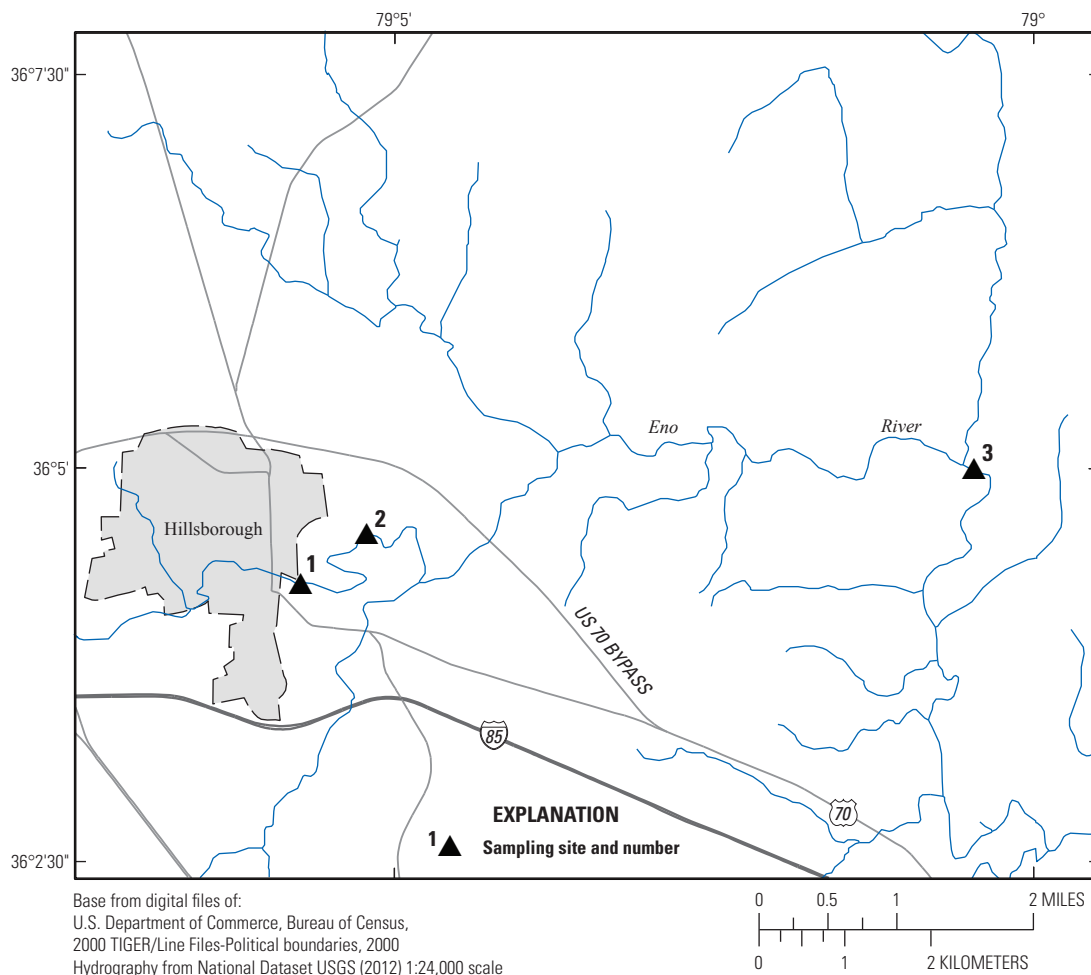 79°5'
79°
36°7'30"
Eno
River
36°5'
3
Hillsborough
2
1
US 70 BYPASS
85
EXPLANATION
70
1 Sampling site and number
36°2'30"
Base from digital files of:
U.S. Department of Commerce, Bureau of Census,
2000 TIGER/Line Files-Political boundaries, 2000
Hydrography from National Dataset USGS (2012) 1:24,000 scale
0 0.5 1 2 MILES
0 1 2 KILOMETERS